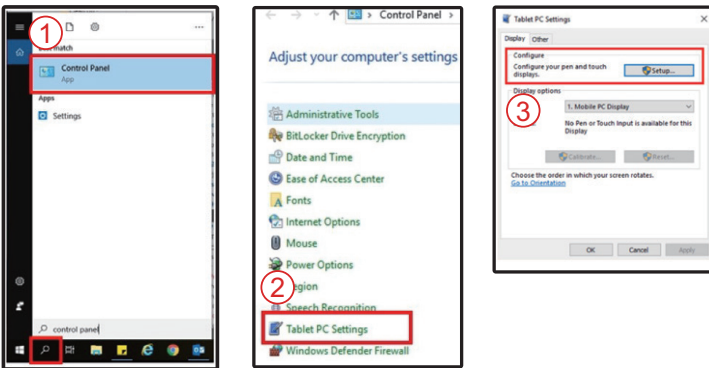 1
Control Panel
App
Apps
Settings
control panel
Control Panel
Adjust your computer's settings
Administrative Tools
BitLocker Drive Encryption
Date and Time
Ease of Access Center
Fonts
Internet Options
Mouse
Power Options
2
Speech Recognition
Tablet PC Settings
Windows Defender Firewall
Tablet PC Settings
Display Other
Configure
Configure your pen and touch
displays.
Setup...
Display options
3
1. Mobile PC Display
No Pen or Touch Input is available for this
Display
Calibrate... Reset...
Choose the order in which your screen rotates.
Go to Orientation
OK Cancel Apply